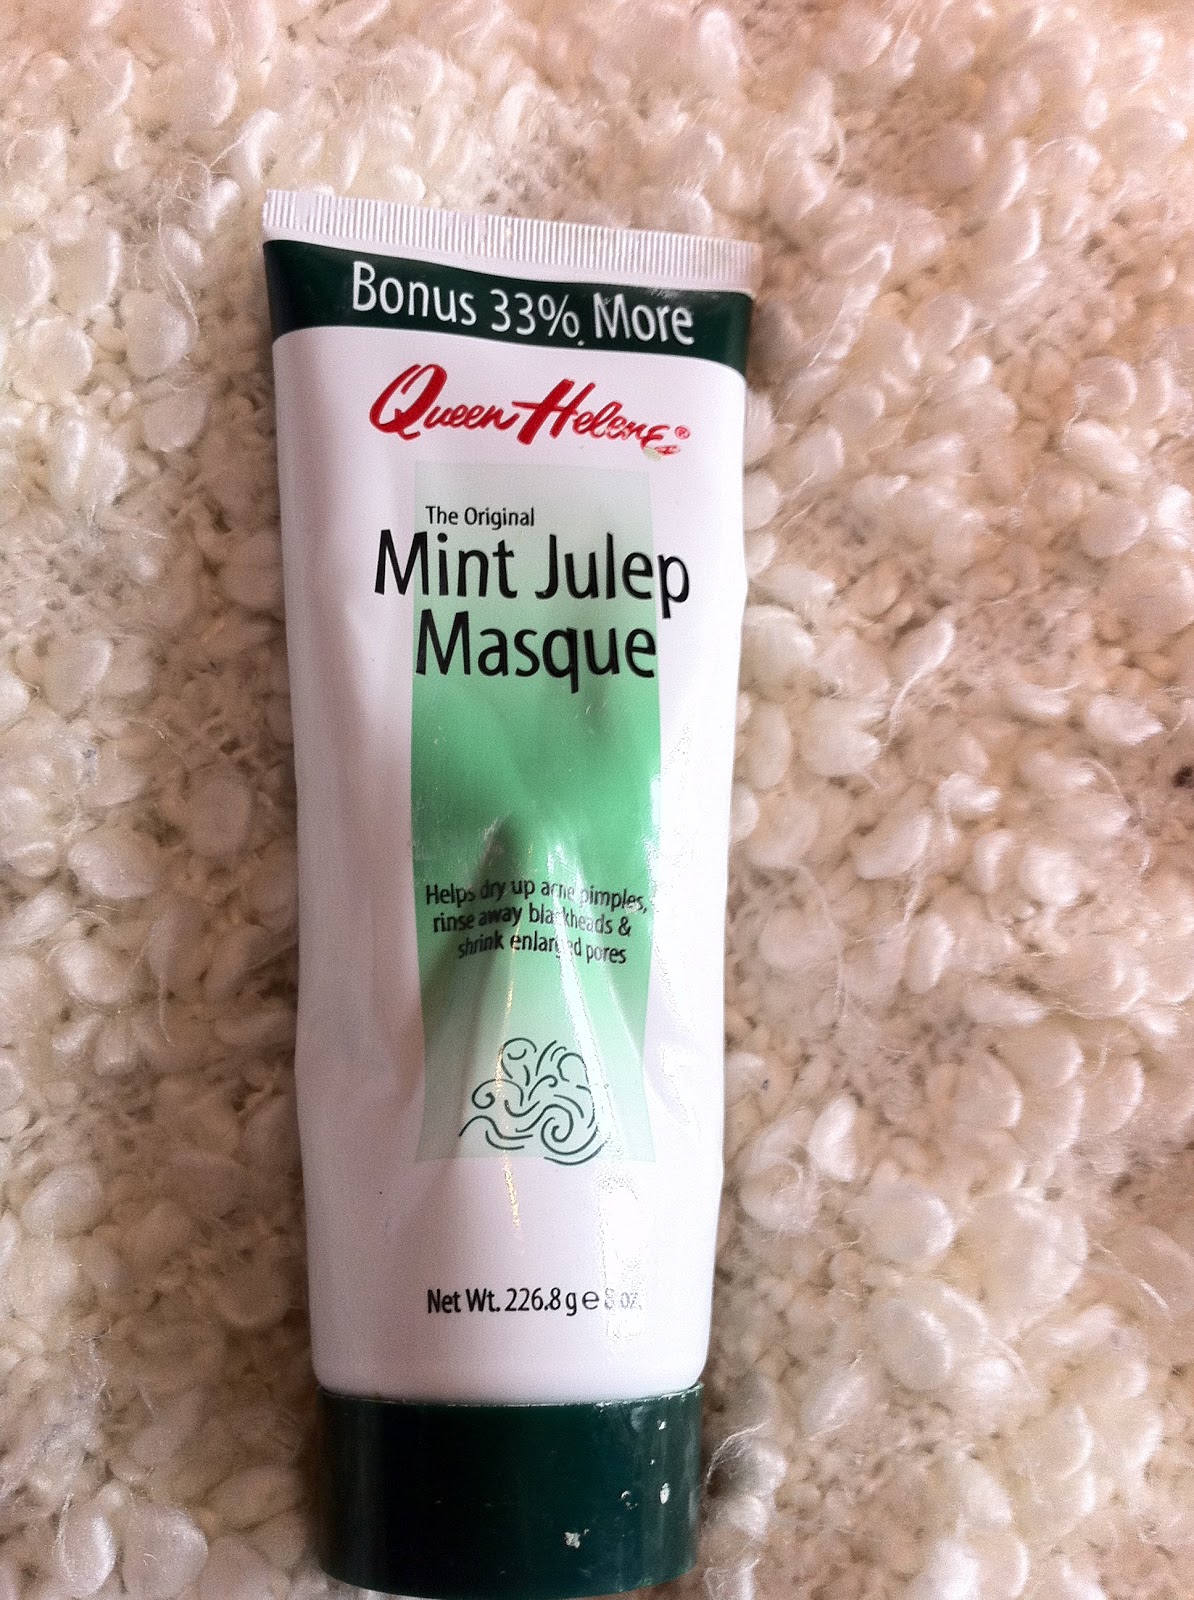 Bonus 33% More
Queen Helene®
The Original
Mint Julep
Masque
Helps dry up acne pimples,
rinse away blackheads &
shrink enlarged pores
Net Wt. 226.8 g e 8 oz.